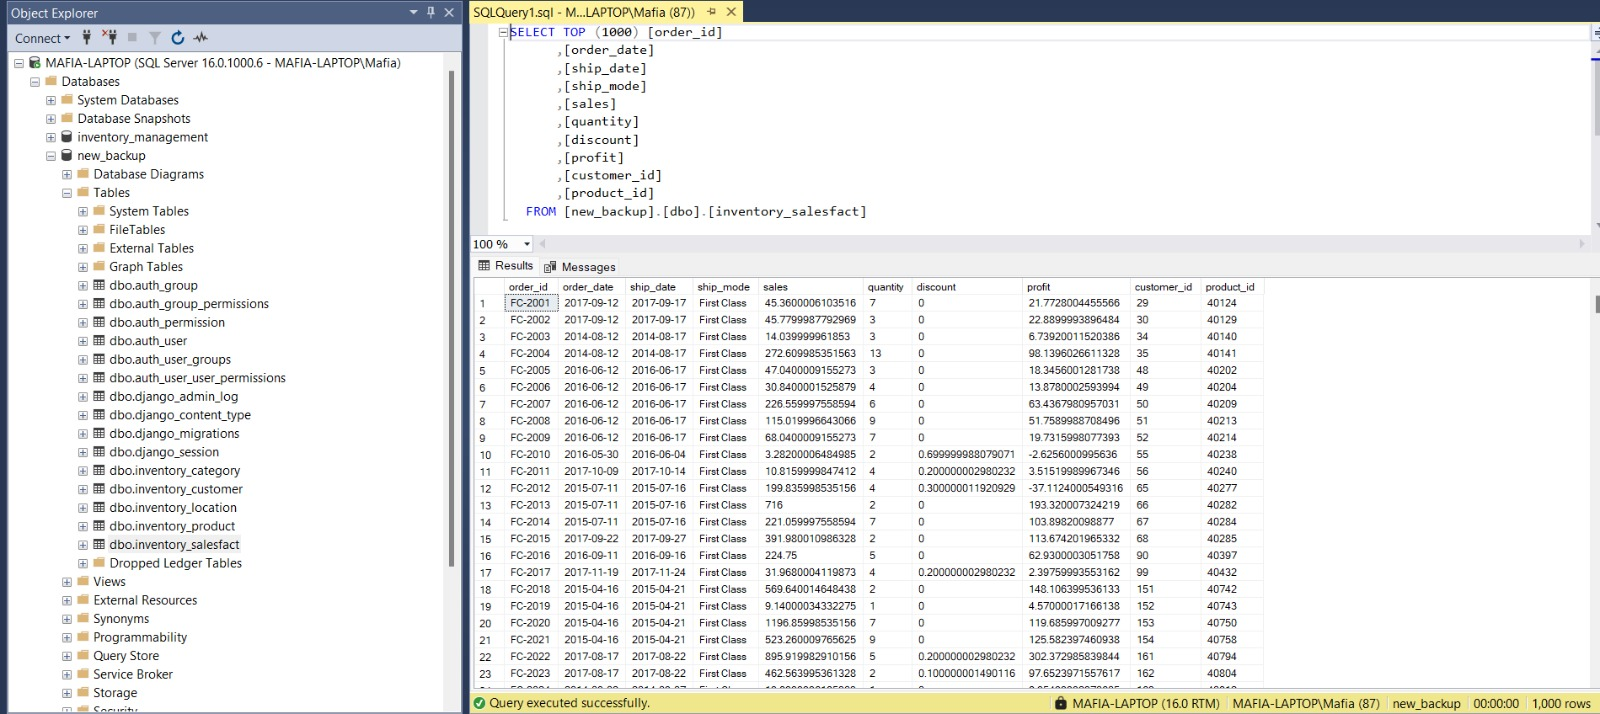 Object Explorer
Connect
MAFIA-LAPTOP (SQL Server 16.0.1000.6 - MAFIA-LAPTOP\Mafia)
Databases
System Databases
Database Snapshots
inventory_management
new_backup
Database Diagrams
Tables
System Tables
FileTables
External Tables
Graph Tables
dbo.auth_group
dbo.auth_group_permissions
dbo.auth_permission
dbo.auth_user
dbo.auth_user_groups
dbo.auth_user_user_permissions
dbo.django_admin_log
dbo.django_content_type
dbo.django_migrations
dbo.django_session
dbo.inventory_category
dbo.inventory_customer
dbo.inventory_location
dbo.inventory_product
dbo.inventory_salesfact
Dropped Ledger Tables
Views
External Resources
Synonyms
Programmability
Query Store
Service Broker
Storage
Security
SQLQuery1.sql - M...LAPTOP\Mafia (87))
SELECT TOP (1000) [order_id]
,[order_date]
,[ship_date]
,[ship_mode]
,[sales]
,[quantity]
,[discount]
,[profit]
,[customer_id]
,[product_id]
FROM [new_backup].[dbo].[inventory_salesfact]
100 %
Results Messages
order_id order_date ship_date ship_mode sales quantity discount profit customer_id product_id
1 FC-2001 2017-09-12 2017-09-17 First Class 45.3600006103516 7 0 21.7728004455566 29 40124
2 FC-2002 2017-09-12 2017-09-17 First Class 45.7799987792969 3 0 22.8899993896484 30 40129
3 FC-2003 2014-08-12 2014-08-17 First Class 14.039999961853 3 0 6.73920011520386 34 40140
4 FC-2004 2014-08-12 2014-08-17 First Class 272.609985351563 13 0 98.1396026611328 35 40141
5 FC-2005 2016-06-12 2016-06-17 First Class 47.0400009155273 3 0 18.3456001281738 48 40202
6 FC-2006 2016-06-12 2016-06-17 First Class 30.8400001525879 4 0 13.8780002593994 49 40204
7 FC-2007 2016-06-12 2016-06-17 First Class 226.559997558594 6 0 63.4367980957031 50 40209
8 FC-2008 2016-06-12 2016-06-17 First Class 115.019996643066 9 0 51.7589988708496 51 40213
9 FC-2009 2016-06-12 2016-06-17 First Class 68.0400009155273 7 0 19.7315998077393 52 40214
10 FC-2010 2016-05-30 2016-06-04 First Class 3.28200006484985 2 0.699999988079071 -2.6256000995636 55 40238
11 FC-2011 2017-10-09 2017-10-14 First Class 10.8159999847412 4 0.200000002980232 3.51519989967346 56 40240
12 FC-2012 2015-07-11 2015-07-16 First Class 199.835998535156 4 0.300000011920929 -37.1124000549316 65 40277
13 FC-2013 2015-07-11 2015-07-16 First Class 716 2 0 193.320007324219 66 40282
14 FC-2014 2015-07-11 2015-07-16 First Class 221.059997558594 7 0 103.89820098877 67 40284
15 FC-2015 2017-09-22 2017-09-27 First Class 391.980010986328 2 0 113.674201965332 68 40285
16 FC-2016 2016-09-11 2016-09-16 First Class 224.75 5 0 62.9300003051758 90 40397
17 FC-2017 2017-11-19 2017-11-24 First Class 31.9680004119873 4 0.200000002980232 2.39759993553162 99 40432
18 FC-2018 2015-04-16 2015-04-21 First Class 569.640014648438 2 0 148.106399536133 151 40742
19 FC-2019 2015-04-16 2015-04-21 First Class 9.14000034332275 1 0 4.57000017166138 152 40743
20 FC-2020 2015-04-16 2015-04-21 First Class 1196.85998535156 7 0 119.685997009277 153 40750
21 FC-2021 2015-04-16 2015-04-21 First Class 523.260009765625 9 0 125.582397460938 154 40758
22 FC-2022 2017-08-17 2017-08-22 First Class 895.919982910156 5 0.200000002980232 302.372985839844 161 40794
23 FC-2023 2017-08-17 2017-08-22 First Class 462.563995361328 2 0.100000001490116 97.6523971557617 162 40804
Query executed successfully. MAFIA-LAPTOP (16.0 RTM) MAFIA-LAPTOP\Mafia (87) new_backup 00:00:00 1,000 rows